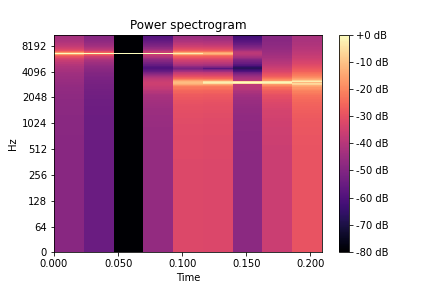 Power spectrogram
Hz
8192
4096
2048
1024
512
256
128
64
0
0.000 0.050 0.100 0.150 0.200
Time
+0 dB
-10 dB
-20 dB
-30 dB
-40 dB
-50 dB
-60 dB
-70 dB
-80 dB